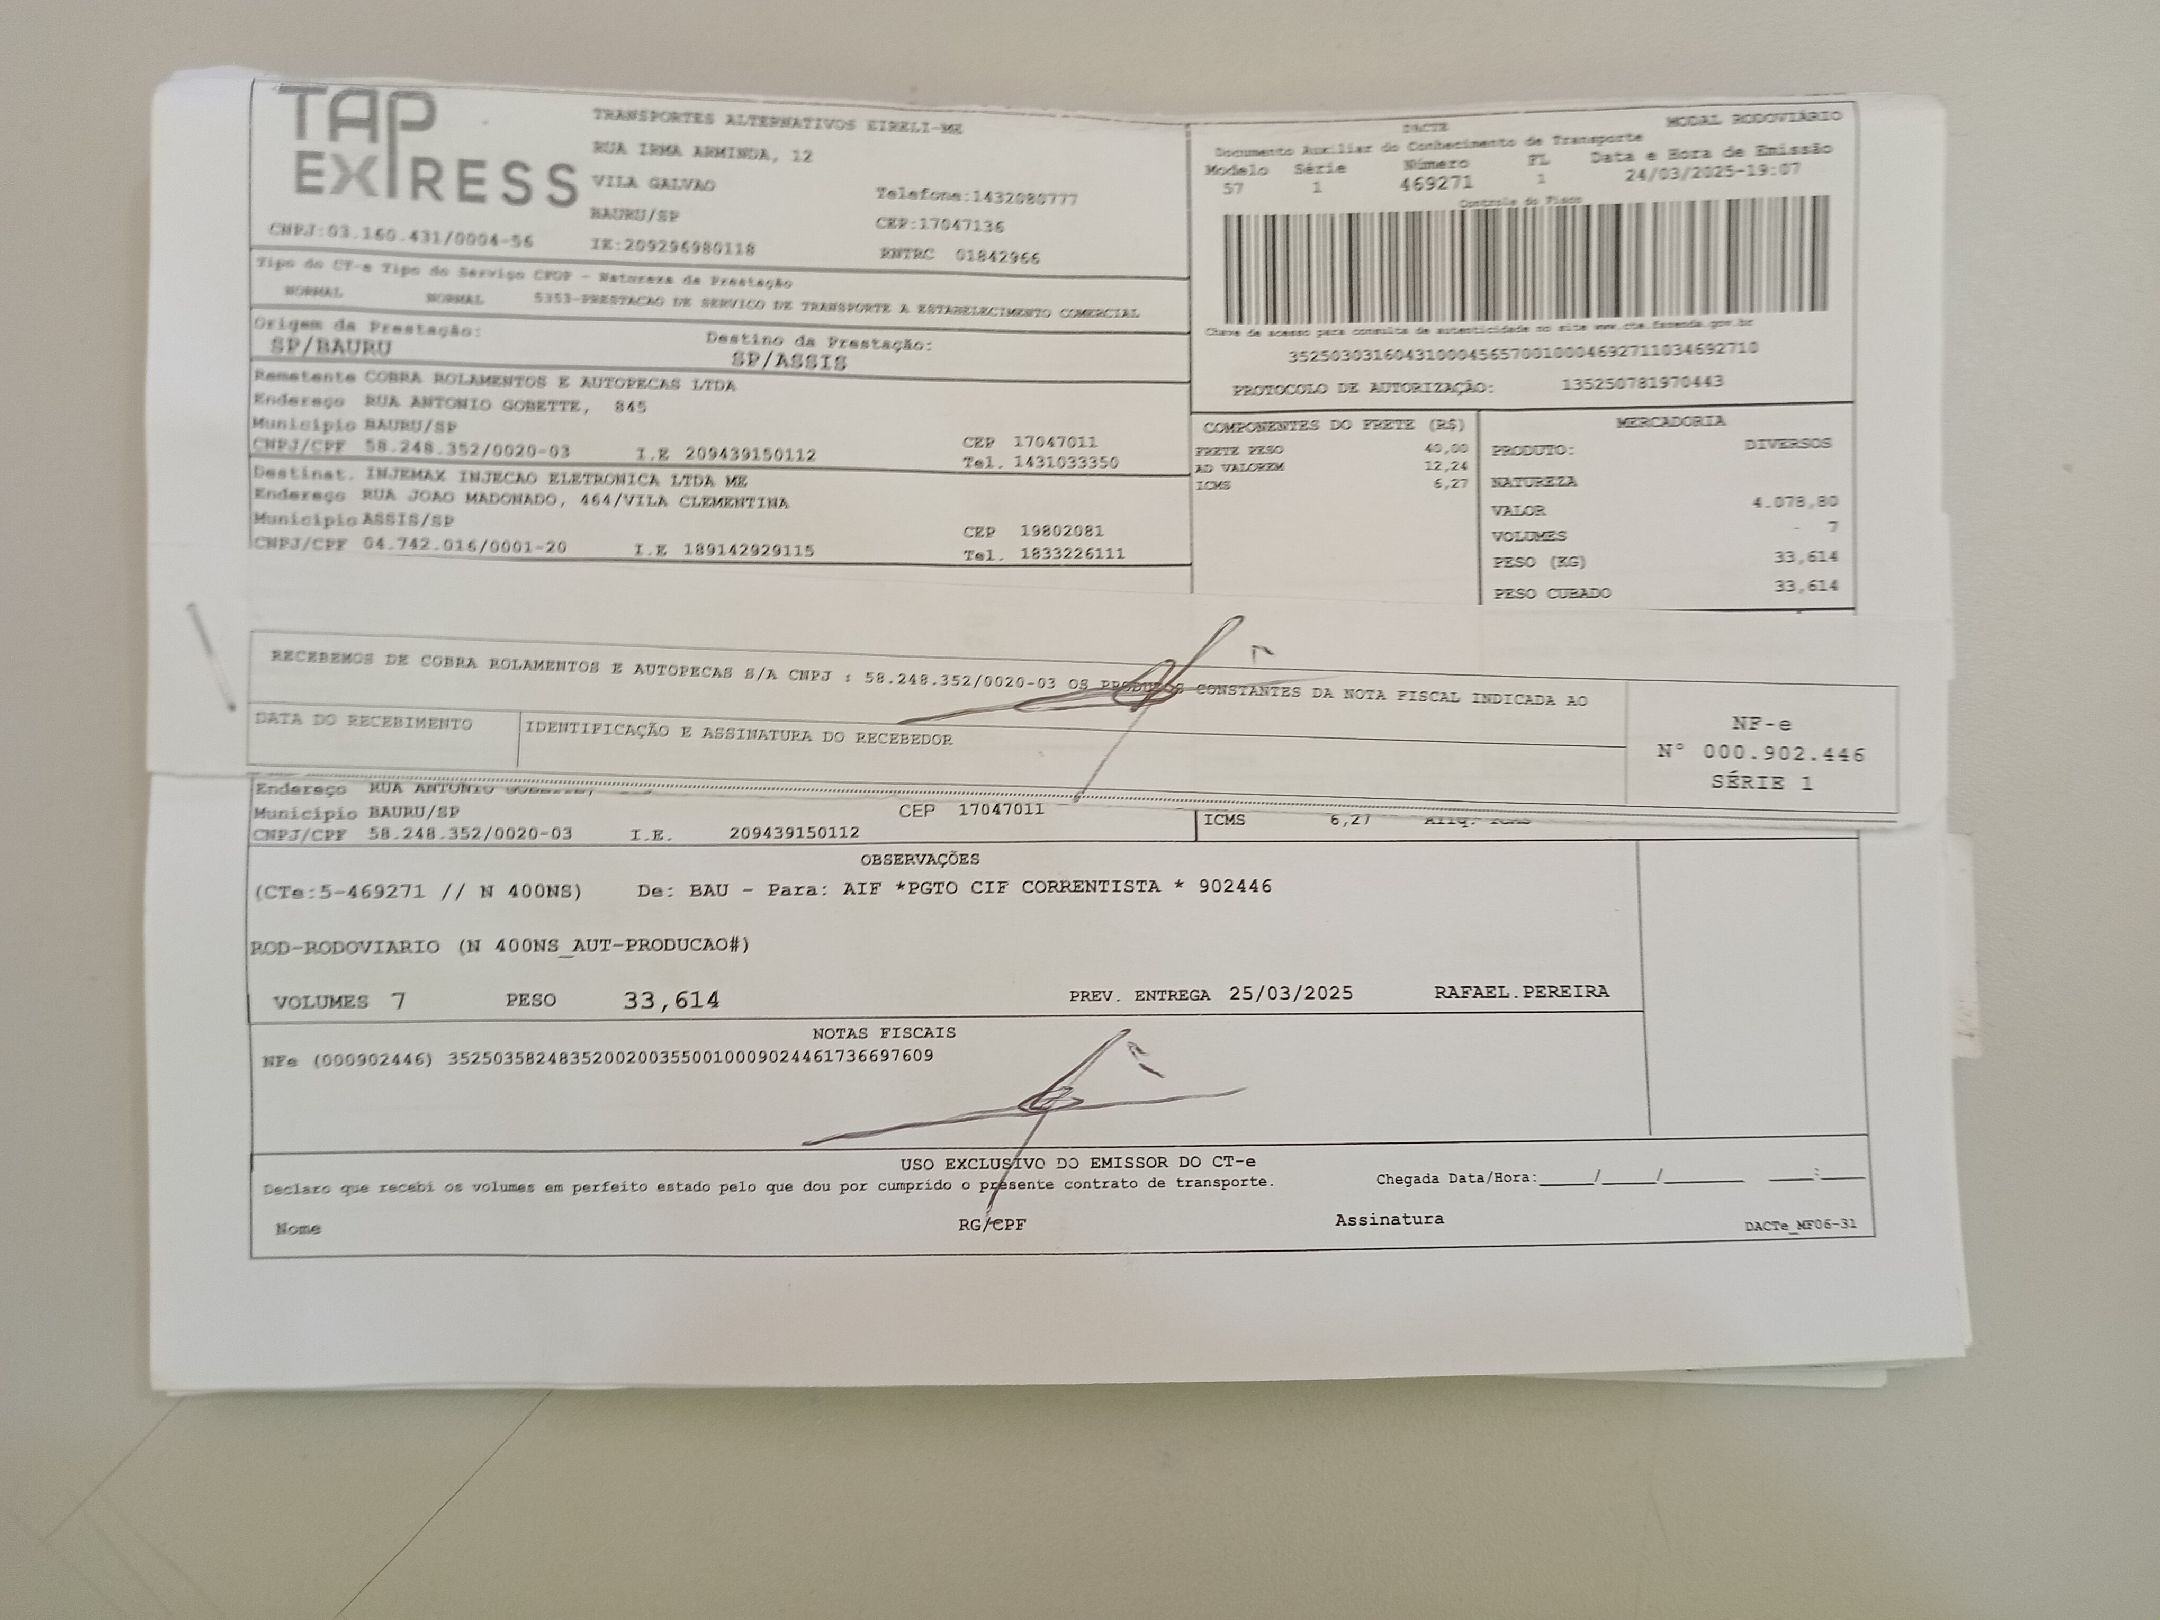 TAP EXPRESS
TRANSPORTES ALTERNATIVOS EIRELI-ME
RUA IRMA ARMINDA, 12
VILA GALVAO
Telefone:1432080777
BAURU/SP
CEP:17047136
CNPJ:03.160.431/0004-56
IE:209296980118
RNTRC 01842966
DACTE
MODAL RODOVIÁRIO
Documento Auxiliar do Conhecimento de Transporte
Modelo Série Número FL Data e Hora de Emissão
57 1 469271 1 24/03/2025-19:07
Controle do Fisco
Chave de acesso para consulta de autenticidade no site www.cte.fazenda.gov.br
35250303160431000456570010004692711034692710
PROTOCOLO DE AUTORIZAÇÃO: 135250781970443
Tipo do CT-e Tipo do Serviço CFOP - Natureza da Prestação
NORMAL NORMAL 5353-PRESTACAO DE SERVICO DE TRANSPORTE A ESTABELECIMENTO COMERCIAL
Origem da Prestação: Destino da Prestação:
SP/BAURU SP/ASSIS
Remetente COBRA ROLAMENTOS E AUTOPECAS LTDA
Endereço RUA ANTONIO GOBETTE, 845
Municipio BAURU/SP CEP 17047011
CNPJ/CPF 58.248.352/0020-03 I.E 209439150112 Tel. 1431033350
Destinat. INJEMAX INJECAO ELETRONICA LTDA ME
Endereço RUA JOAO MADONADO, 464/VILA CLEMENTINA
Municipio ASSIS/SP CEP 19802081
CNPJ/CPF 04.742.016/0001-20 I.E 189142929115 Tel. 1833226111
COMPONENTES DO FRETE (R$)
FRETE PESO 40,00
AD VALOREM 12,24
ICMS 6,27
MERCADORIA
PRODUTO: DIVERSOS
NATUREZA
VALOR 4.078,80
VOLUMES 7
PESO (KG) 33,614
PESO CUBADO 33,614
RECEBEMOS DE COBRA ROLAMENTOS E AUTOPECAS S/A CNPJ : 58.248.352/0020-03 OS PRODUTOS CONSTANTES DA NOTA FISCAL INDICADA AO
DATA DO RECEBIMENTO
IDENTIFICAÇÃO E ASSINATURA DO RECEBEDOR
NF-e
N° 000.902.446
SÉRIE 1
Endereço RUA ANTONIO
Municipio BAURU/SP CEP 17047011
CNPJ/CPF 58.248.352/0020-03 I.E. 209439150112
ICMS 6,27
OBSERVAÇÕES
(CTe:5-469271 // N 400NS) De: BAU - Para: AIF *PGTO CIF CORRENTISTA * 902446
ROD-RODOVIARIO (N 400NS_AUT-PRODUCAO#)
VOLUMES 7 PESO 33,614 PREV. ENTREGA 25/03/2025 RAFAEL.PEREIRA
NOTAS FISCAIS
NFe (000902446) 35250358248352002003550010009024461736697609
USO EXCLUSIVO DO EMISSOR DO CT-e
Declaro que recebi os volumes em perfeito estado pelo que dou por cumprido o presente contrato de transporte.
Chegada Data/Hora:_____/_____/_______ ____:____
Nome RG/CPF Assinatura DACTe_MF06-31